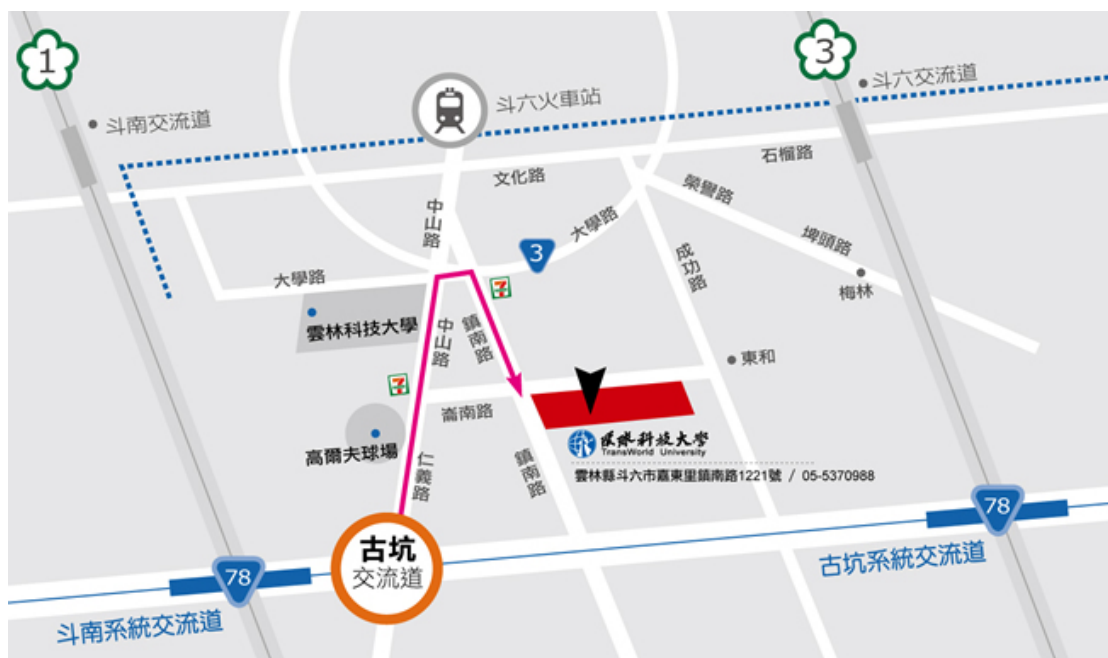 1
3
斗六交流道
斗南交流道
斗六火車站
石榴路
文化路
榮譽路
中山路
大學路
埤頭路
3
成功路
大學路
梅林
雲林科技大學
中山路
鎮南路
7
東和
7
崙南路
環球科技大學
TransWorld University
高爾夫球場
仁義路
鎮南路
雲林縣斗六市嘉東里鎮南路1221號 / 05-5370988
78
古坑
交流道
古坑系統交流道
78
斗南系統交流道